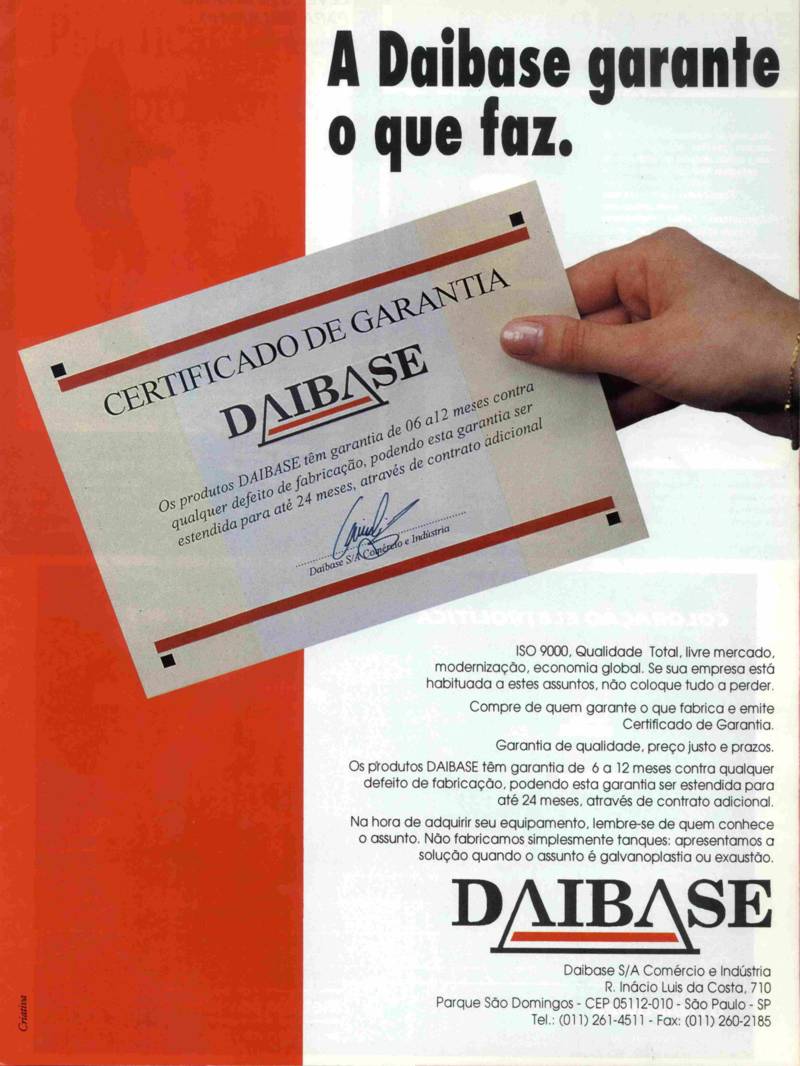 A Daibase garante
o que faz.
CERTIFICADO DE GARANTIA
DAIBASE
Os produtos DAIBASE têm garantia de 06 a 12 meses contra
qualquer defeito de fabricação, podendo esta garantia ser
estendida para até 24 meses, através de contrato adicional
Daibase S/A Comércio e Indústria
ISO 9000, Qualidade Total, livre mercado,
modernização, economia global. Se sua empresa está
habituada a estes assuntos, não coloque tudo a perder.
Compre de quem garante o que fabrica e emite
Certificado de Garantia.
Garantia de qualidade, preço justo e prazos.
Os produtos DAIBASE têm garantia de 6 a 12 meses contra qualquer
defeito de fabricação, podendo esta garantia ser estendida para
até 24 meses, através de contrato adicional.
Na hora de adquirir seu equipamento, lembre-se de quem conhece
o assunto. Não fabricamos simplesmente tanques: apresentamos a
solução quando o assunto é galvanoplastia ou exaustão.
DAIBASE
Daibase S/A Comércio e Indústria
R. Inácio Luis da Costa, 710
Parque São Domingos - CEP 05112-010 - São Paulo - SP
Tel.: (011) 261-4511 - Fax: (011) 260-2185
Criativa